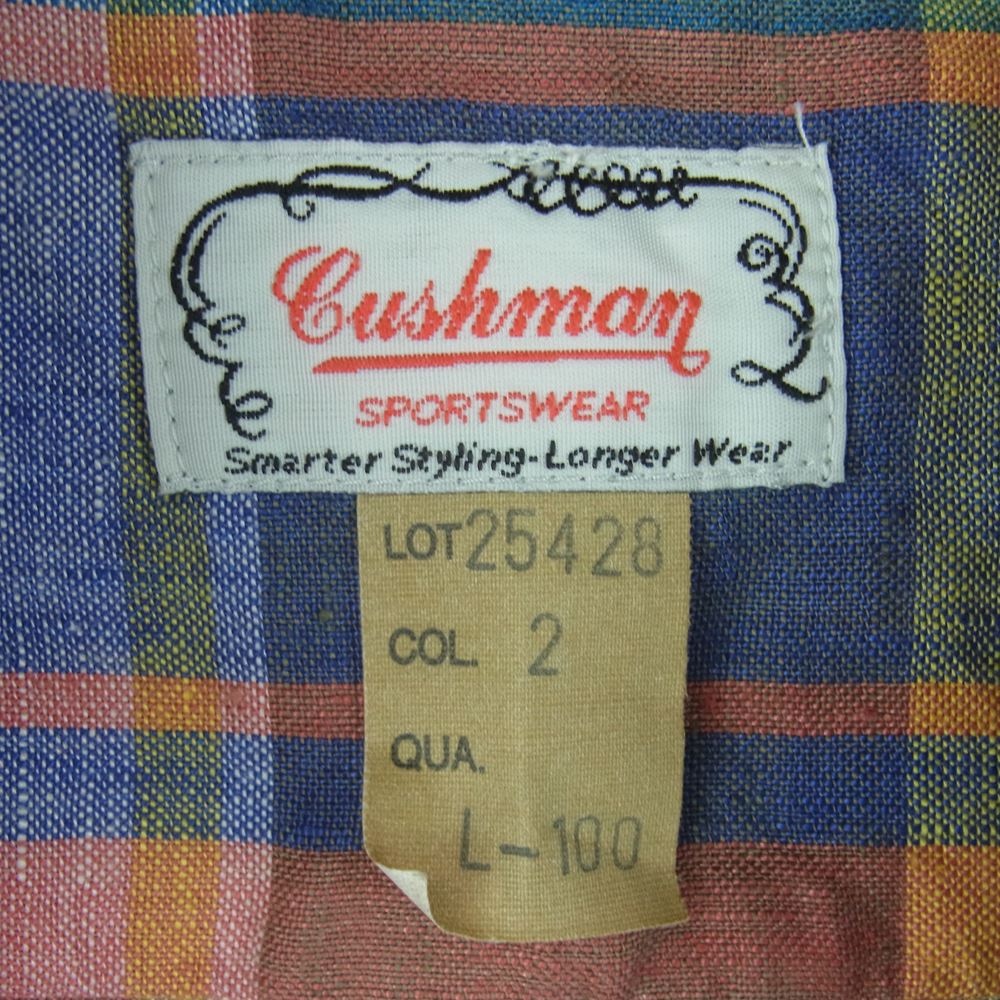 Cushman
SPORTSWEAR
Smarter Styling-Longer Wear
LOT 25428
COL. 2
QUA.
L-100